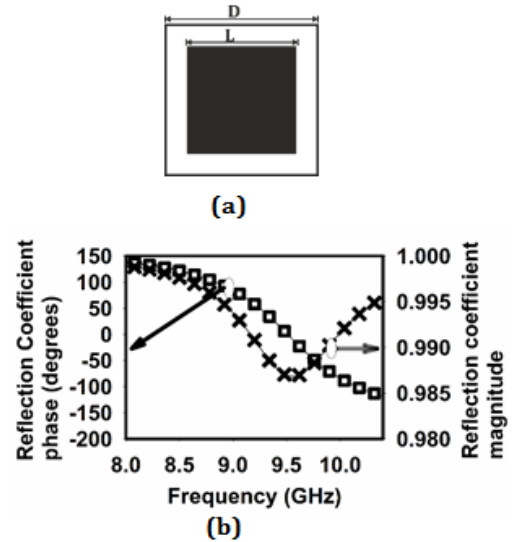 D
L
(a)
Reflection Coefficient
phase (degrees)
150
100
50
0
-50
-100
-150
-200
1.000
0.995
0.990
0.985
0.980
Reflection coefficient
magnitude
8.0 8.5 9.0 9.5 10.0
Frequency (GHz)
(b)